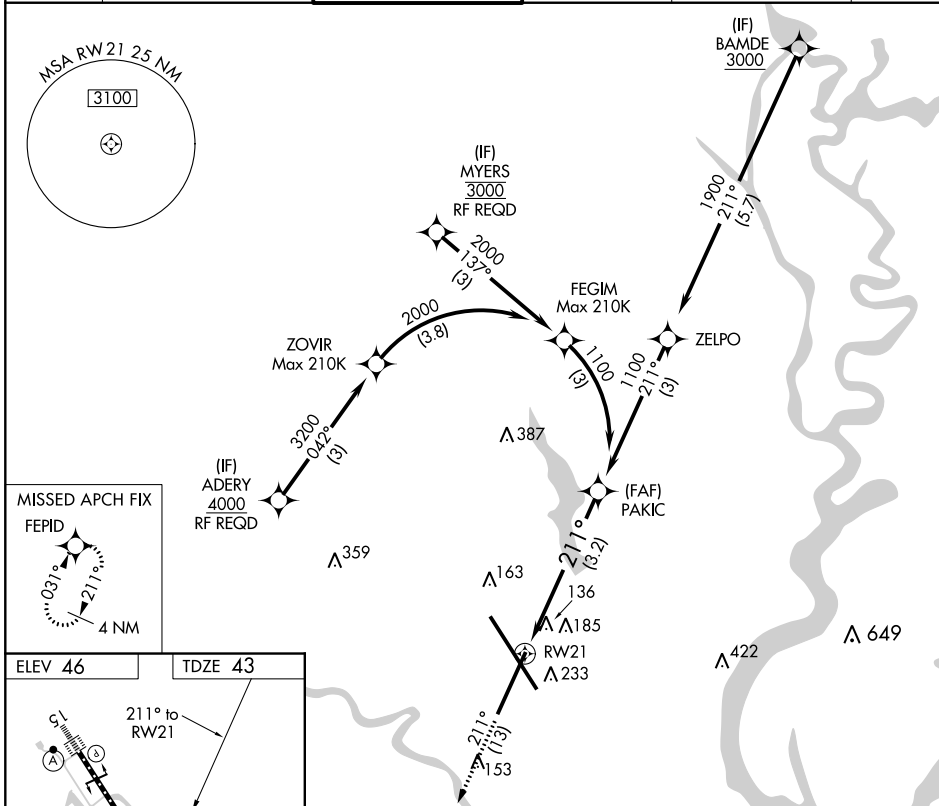 MSA RW21 25 NM
3100
(IF)
BAMDE
3000
1900
211°
(5.7)
(IF)
MYERS
3000
RF REQD
2000
137°
(3)
FEGIM
Max 210K
2000
(3.8)
ZOVIR
Max 210K
ZELPO
1100
(3)
1100
211°
(3)
3200
042°
(3)
387
(IF)
ADERY
4000
RF REQD
(FAF)
PAKIC
211°
(3.2)
MISSED APCH FIX
FEPID
031°
211°
4 NM
359
163
136
185
RW21
233
422
649
211°
(13)
153
ELEV 46
TDZE 43
211° to
RW21
15
A
P